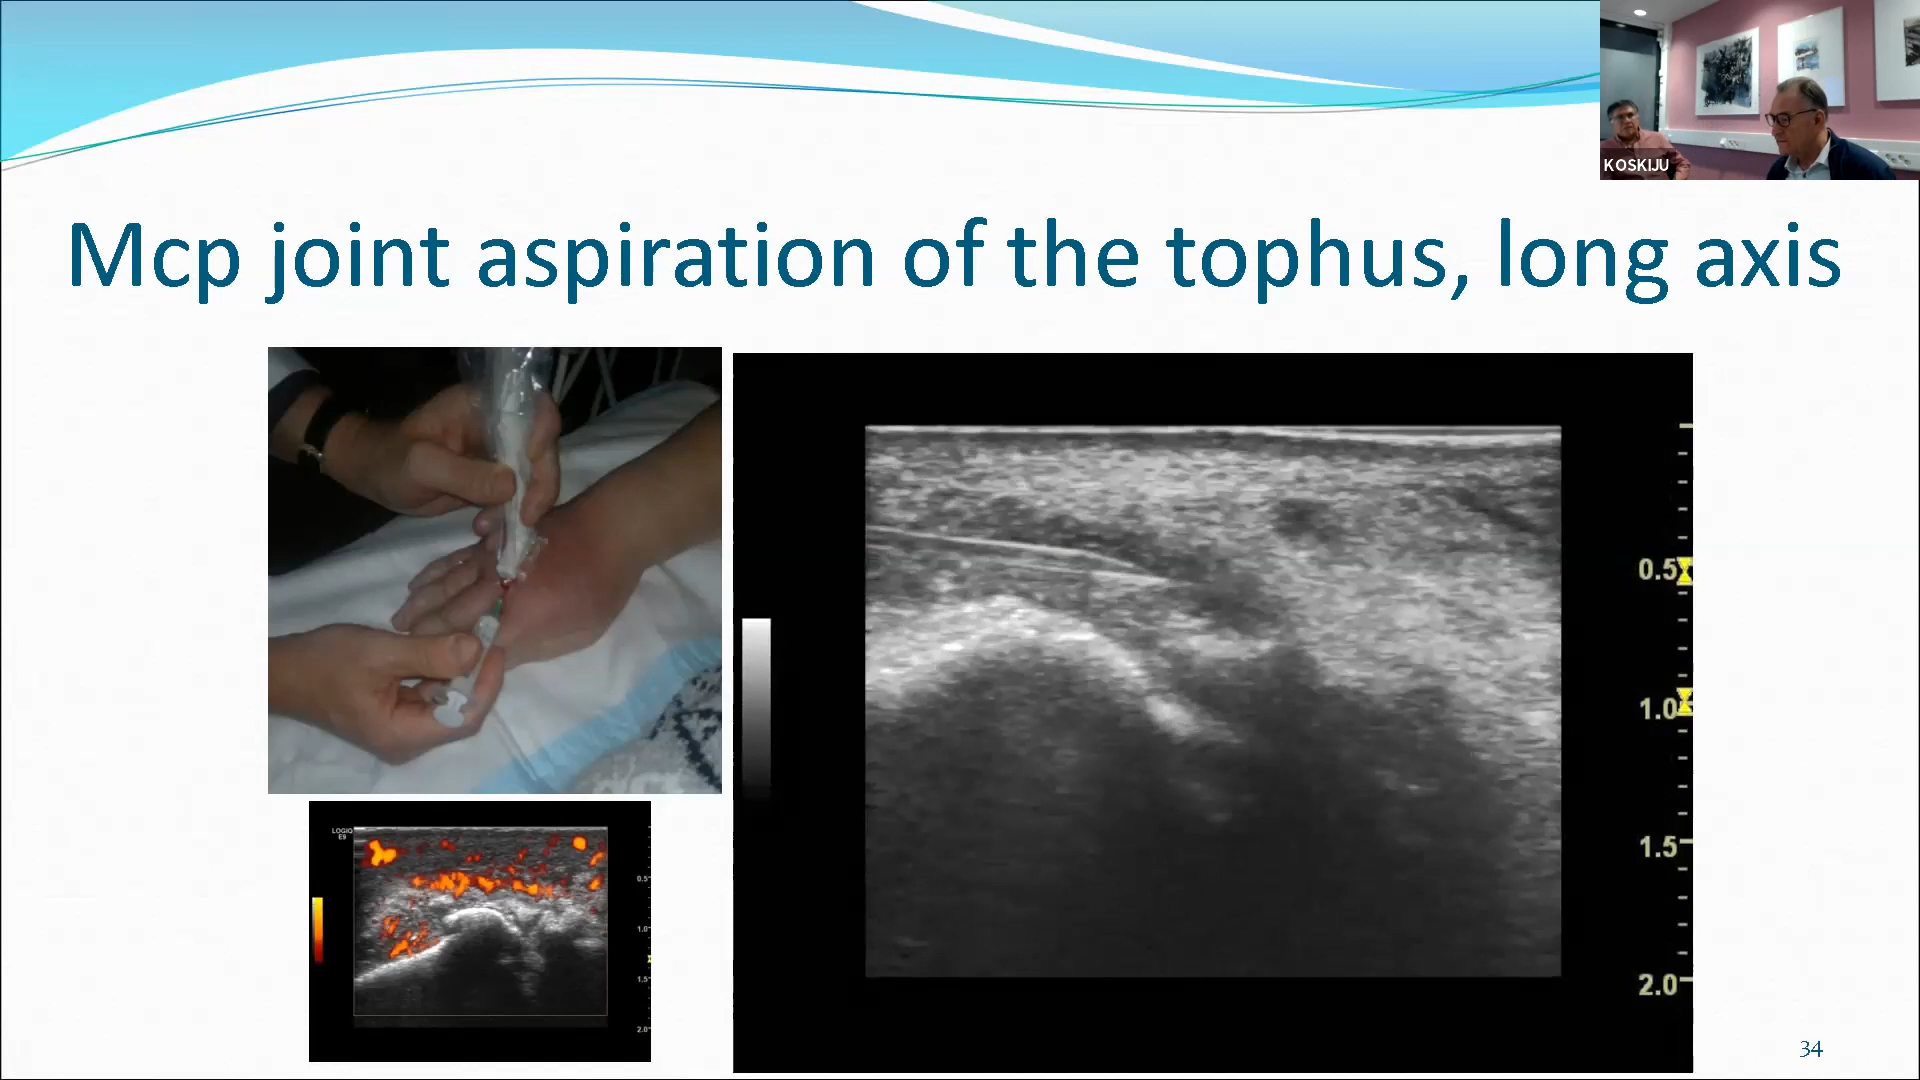 KOSKIJU
Mcp joint aspiration of the tophus, long axis
0.5
1.0
1.5
2.0
LOGIQ
E9
0.5
1.0
1.5
2.0
34